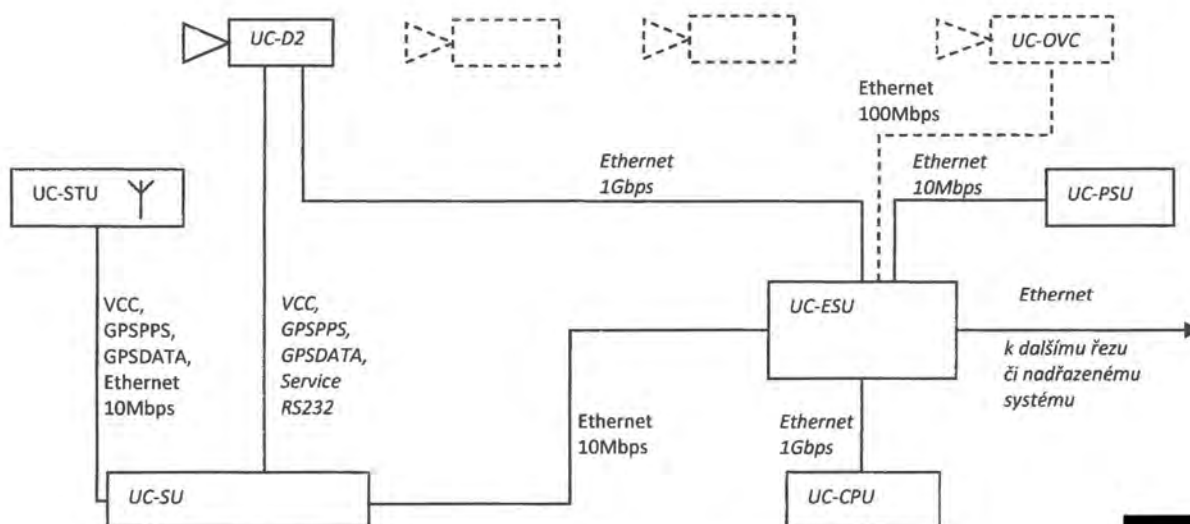 UC-D2
UC-OVC
Ethernet
100Mbps
Ethernet
1Gbps
Ethernet
10Mbps
UC-STU
UC-PSU
VCC,
GPSPPS,
GPSDATA,
Ethernet
10Mbps
VCC,
GPSPPS,
GPSDATA,
Service
RS232
UC-ESU
Ethernet
k dalšímu řezu
či nadřazenému
systému
Ethernet
10Mbps
Ethernet
1Gbps
UC-SU
UC-CPU